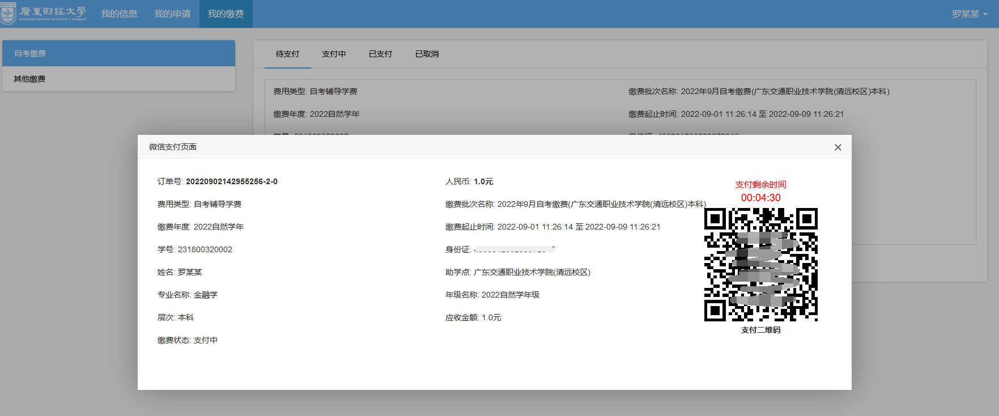 廣東財經大學
GUANGDONG UNIVERSITY OF FINANCE & ECONOMICS
我的信息 我的申请 我的缴费 罗某某
自考缴费
其他缴费
待支付 支付中 已支付 已取消
费用类型: 自考辅导学费 缴费批次名称: 2022年9月自考缴费(广东交通职业技术学院(清远校区)本科)
缴费年度: 2022自然学年 缴费起止时间: 2022-09-01 11:26:14 至 2022-09-09 11:26:21
微信支付页面
订单号: 20220902142955256-2-0 人民币: 1.0元
支付剩余时间
00:04:30
费用类型: 自考辅导学费 缴费批次名称: 2022年9月自考缴费(广东交通职业技术学院(清远校区)本科)
缴费年度: 2022自然学年 缴费起止时间: 2022-09-01 11:26:14 至 2022-09-09 11:26:21
学号: 231800320002 身份证:
姓名: 罗某某 助学点: 广东交通职业技术学院(清远校区)
专业名称: 金融学 年级名称: 2022自然学年级
层次: 本科 应收金额: 1.0元
支付二维码
缴费状态: 支付中